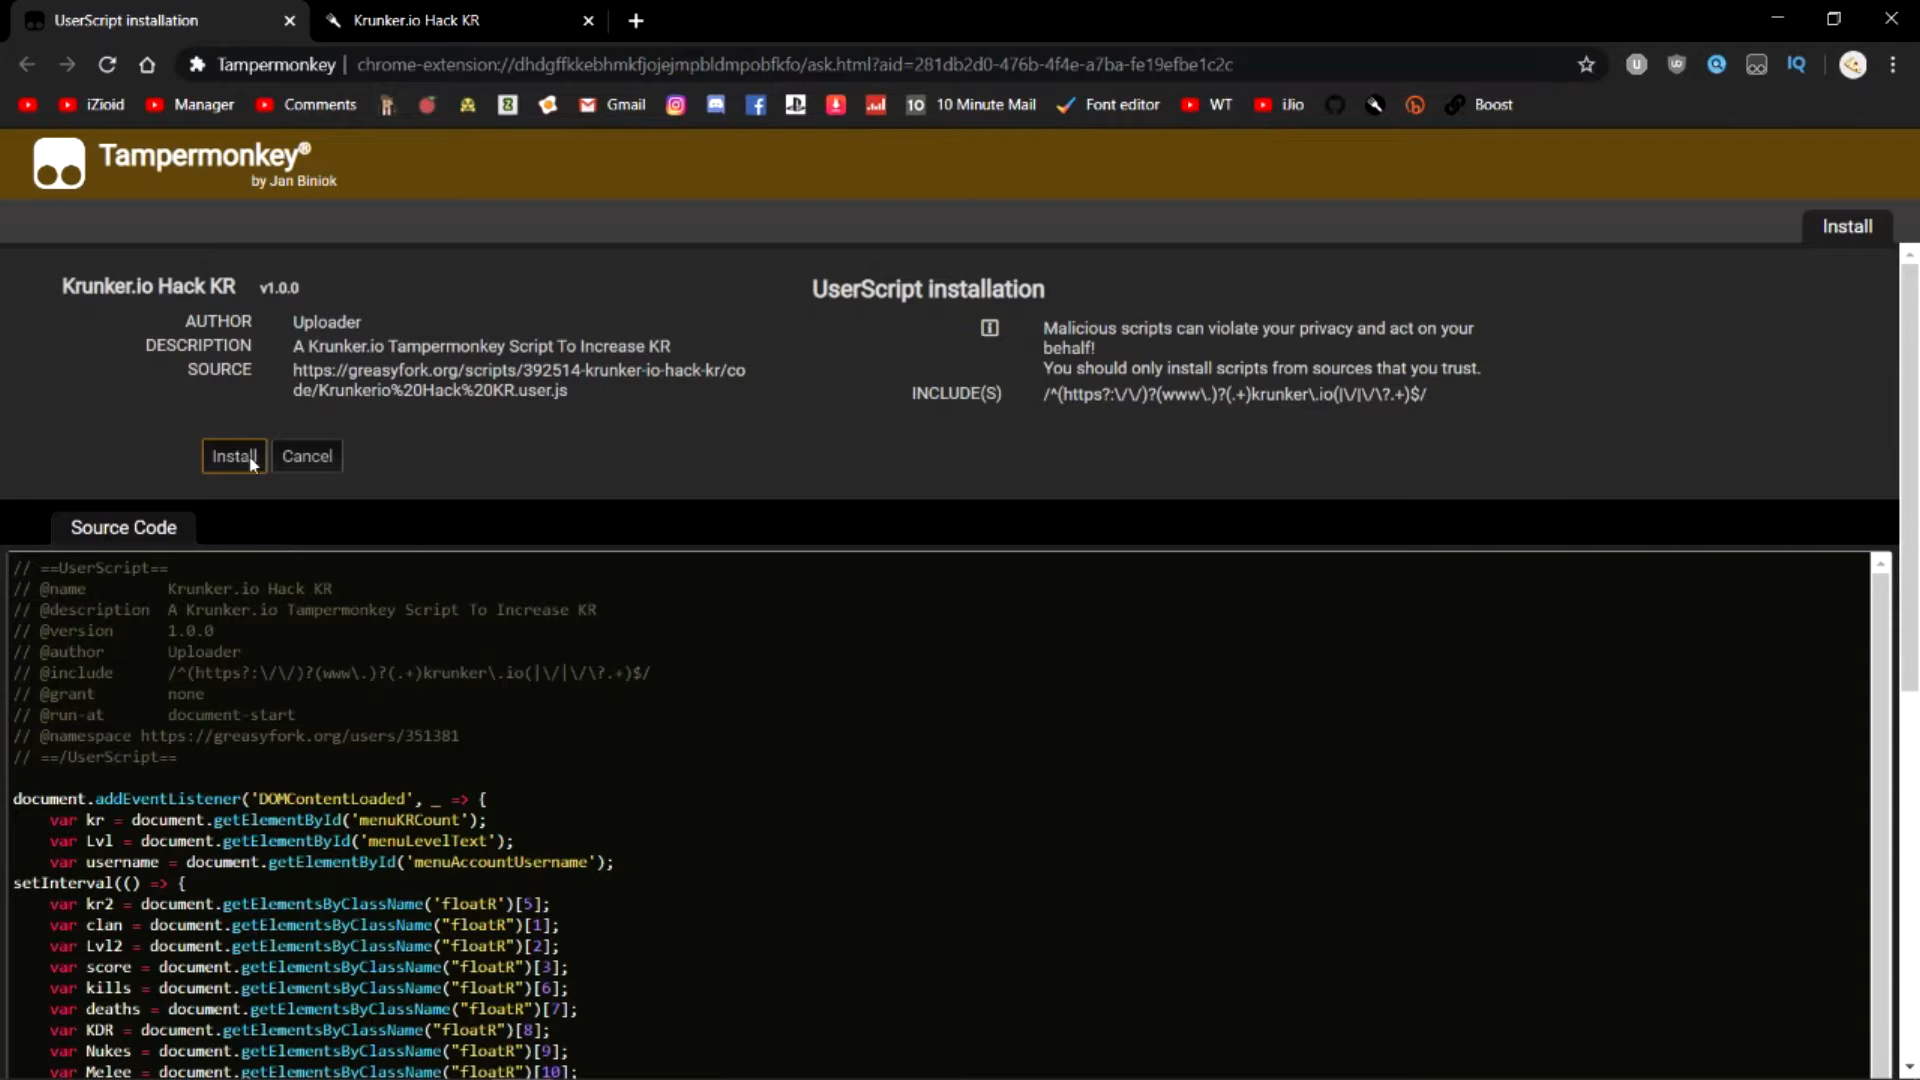 UserScript installation
Krunker.io Hack KR
Tampermonkey | chrome-extension://dhdgffkkebhmkfjojejmpbldmpobfkfo/ask.html?aid=281db2d0-476b-4f4e-a7ba-fe19efbe1c2c
iZioid Manager Comments Gmail 10 10 Minute Mail Font editor WT iJio Boost
Tampermonkey®
by Jan Biniok
Install
Krunker.io Hack KR v1.0.0
AUTHOR Uploader
DESCRIPTION A Krunker.io Tampermonkey Script To Increase KR
SOURCE https://greasyfork.org/scripts/392514-krunker-io-hack-kr/co
de/Krunkerio%20Hack%20KR.user.js
UserScript installation
Malicious scripts can violate your privacy and act on your
behalf!
You should only install scripts from sources that you trust.
INCLUDE(S) /^(https?:\/\/)?(www\.)?(.+)krunker\.io(|\/|\/\?.+)$/
Install Cancel
Source Code
// ==UserScript==
// @name Krunker.io Hack KR
// @description A Krunker.io Tampermonkey Script To Increase KR
// @version 1.0.0
// @author Uploader
// @include /^(https?:\/\/)?(www\.)?(.+)krunker\.io(|\/|\/\?.+)$/
// @grant none
// @run-at document-start
// @namespace https://greasyfork.org/users/351381
// ==/UserScript==
document.addEventListener('DOMContentLoaded', _ => {
var kr = document.getElementById('menuKRCount');
var Lvl = document.getElementById('menuLevelText');
var username = document.getElementById('menuAccountUsername');
setInterval(() => {
var kr2 = document.getElementsByClassName('floatR')[5];
var clan = document.getElementsByClassName("floatR")[1];
var Lvl2 = document.getElementsByClassName("floatR")[2];
var score = document.getElementsByClassName("floatR")[3];
var kills = document.getElementsByClassName("floatR")[6];
var deaths = document.getElementsByClassName("floatR")[7];
var KDR = document.getElementsByClassName("floatR")[8];
var Nukes = document.getElementsByClassName("floatR")[9];
var Melee = document.getElementsByClassName("floatR")[10];